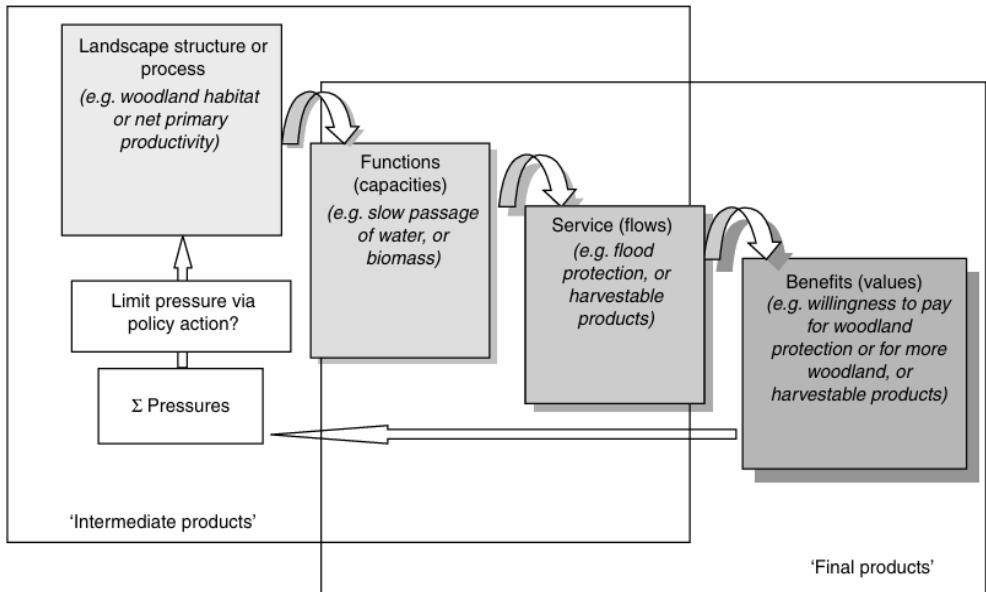 Landscape structure or
process
(e.g. woodland habitat
or net primary
productivity)
Functions
(capacities)
(e.g. slow passage
of water, or
biomass)
Service (flows)
(e.g. flood
protection, or
harvestable
products)
Benefits (values)
(e.g. willingness to pay
for woodland
protection or for more
woodland, or
harvestable products)
Limit pressure via
policy action?
Σ Pressures
‘Intermediate products’
‘Final products’